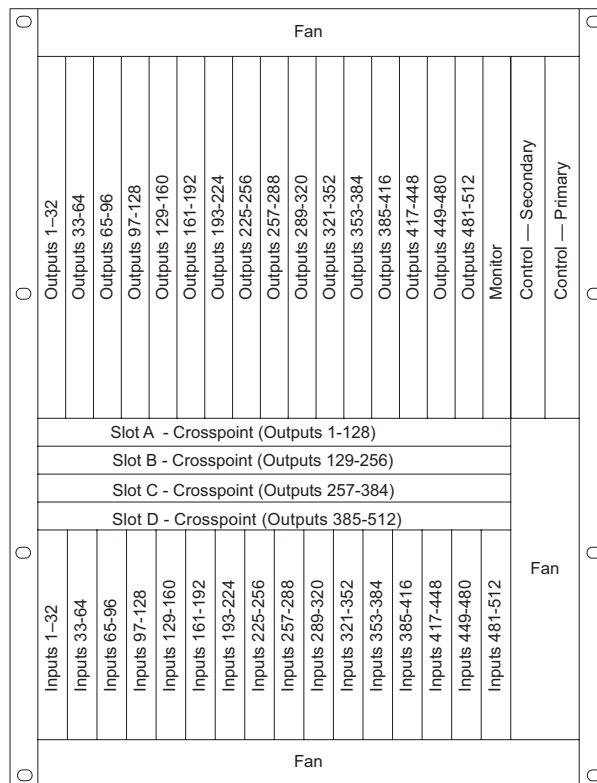 Fan
Outputs 1–32
Outputs 33-64
Outputs 65-96
Outputs 97-128
Outputs 129-160
Outputs 161-192
Outputs 193-224
Outputs 225-256
Outputs 257-288
Outputs 289-320
Outputs 321-352
Outputs 353-384
Outputs 385-416
Outputs 417-448
Outputs 449-480
Outputs 481-512
Monitor
Control — Secondary
Control — Primary
Slot A - Crosspoint (Outputs 1-128)
Slot B - Crosspoint (Outputs 129-256)
Slot C - Crosspoint (Outputs 257-384)
Slot D - Crosspoint (Outputs 385-512)
Inputs 1–32
Inputs 33-64
Inputs 65-96
Inputs 97-128
Inputs 129-160
Inputs 161-192
Inputs 193-224
Inputs 225-256
Inputs 257-288
Inputs 289-320
Inputs 321-352
Inputs 353-384
Inputs 385-416
Inputs 417-448
Inputs 449-480
Inputs 481-512
Fan
Fan